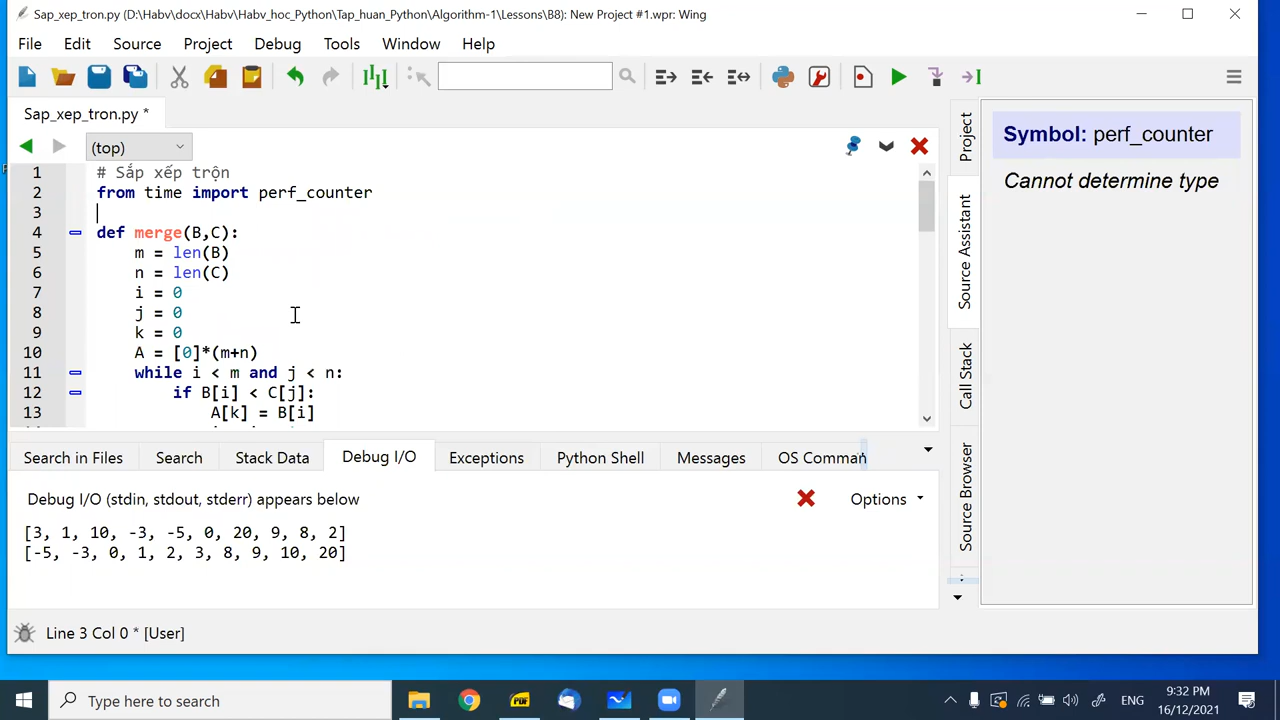 Sap_xep_tron.py (D:\Habv\docx\Habv\Habv_hoc_Python\Tap_huan_Python\Algorithm-1\Lessons\B8): New Project #1.wpr: Wing
File Edit Source Project Debug Tools Window Help
Sap_xep_tron.py *
(top)
1 # Sắp xếp trộn
2 from time import perf_counter
3
4 def merge(B,C):
5 m = len(B)
6 n = len(C)
7 i = 0
8 j = 0
9 k = 0
10 A = [0]*(m+n)
11 while i < m and j < n:
12 if B[i] < C[j]:
13 A[k] = B[i]
Project
Source Assistant
Call Stack
Source Browser
Symbol: perf_counter
Cannot determine type
Search in Files Search Stack Data Debug I/O Exceptions Python Shell Messages OS Comman
Debug I/O (stdin, stdout, stderr) appears below Options
[3, 1, 10, -3, -5, 0, 20, 9, 8, 2]
[-5, -3, 0, 1, 2, 3, 8, 9, 10, 20]
Line 3 Col 0 * [User]
Type here to search
PDF
ENG
9:32 PM
16/12/2021